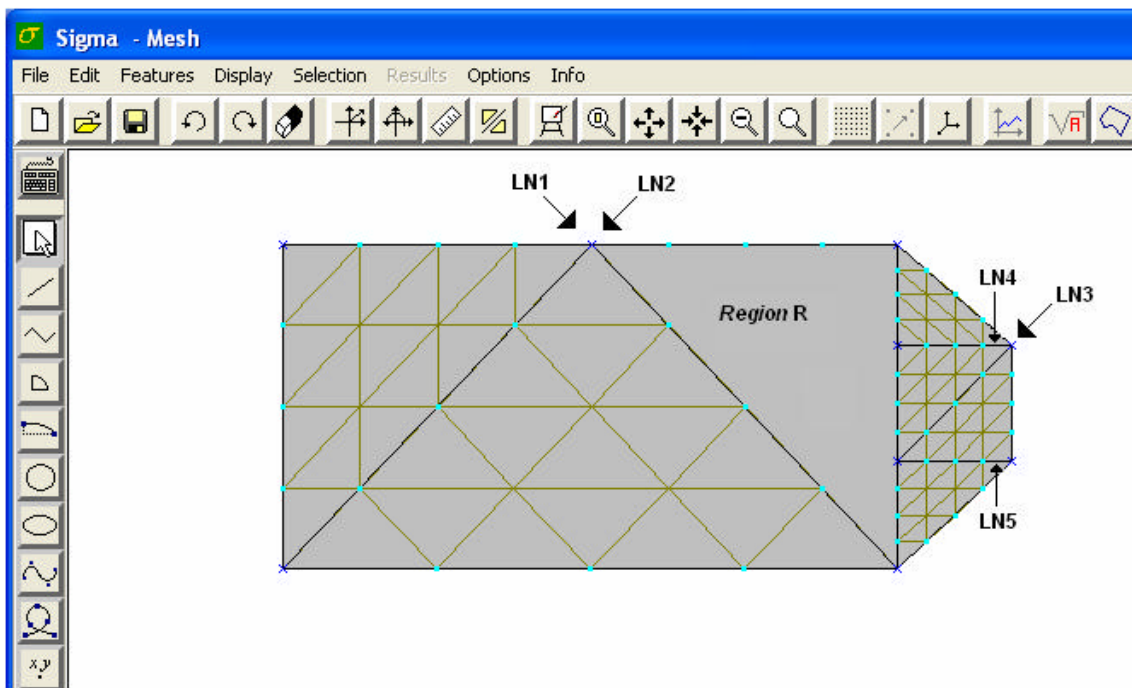 σ Sigma - Mesh
File Edit Features Display Selection Results Options Info
√A
LN1 LN2
LN4
LN3
Region R
LN5
x,y